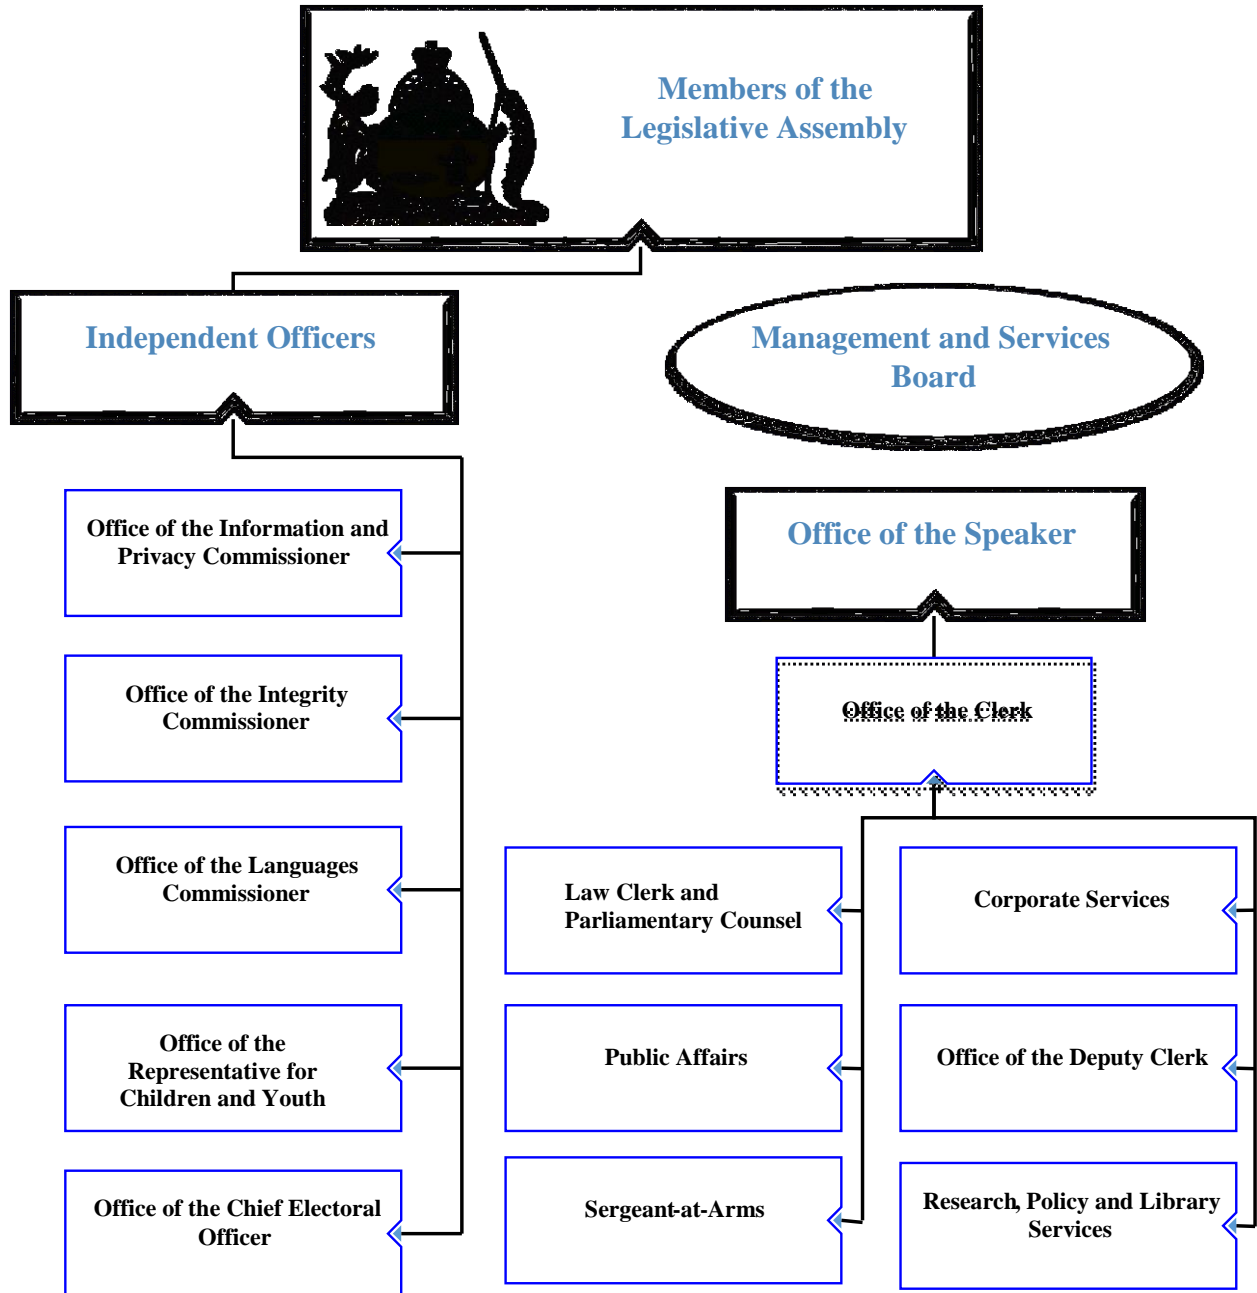 Members of the
Legislative Assembly
Independent Officers
Management and Services
Board
Office of the Information and
Privacy Commissioner
Office of the Speaker
Office of the Integrity
Commissioner
Office of the Clerk
Office of the Languages
Commissioner
Law Clerk and
Parliamentary Counsel
Corporate Services
Office of the
Representative for
Children and Youth
Public Affairs
Office of the Deputy Clerk
Office of the Chief Electoral
Officer
Sergeant-at-Arms
Research, Policy and Library
Services